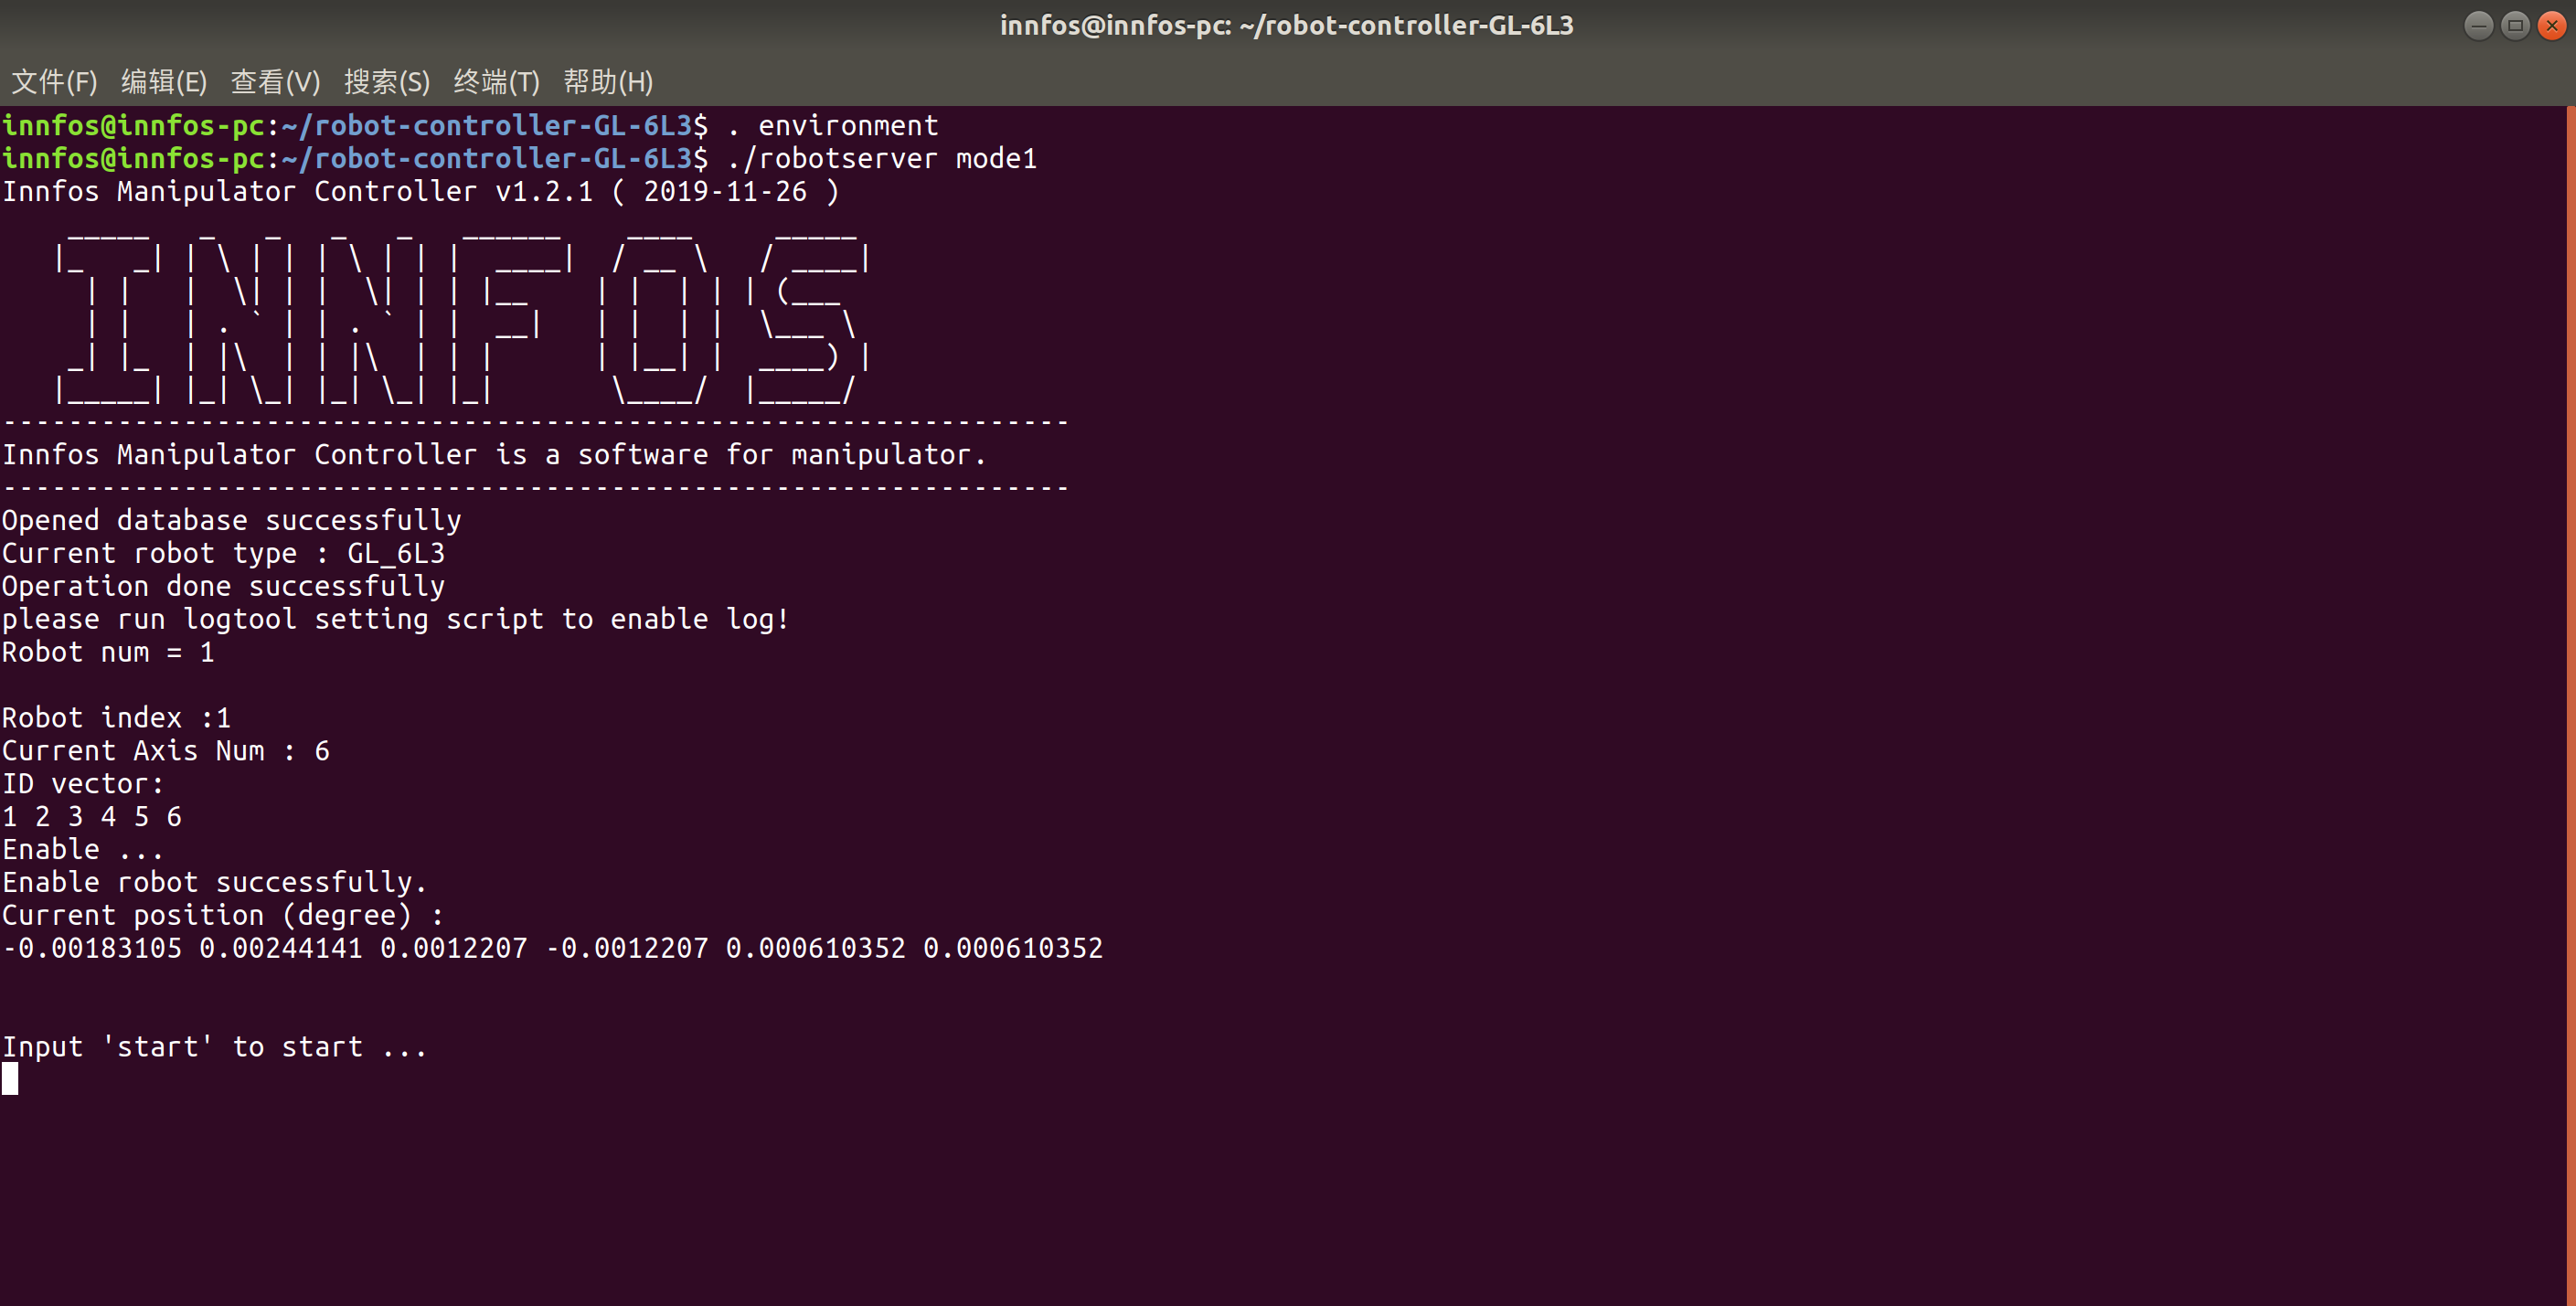 innfos@innfos-pc: ~/robot-controller-GL-6L3
文件(F) 编辑(E) 查看(V) 搜索(S) 终端(T) 帮助(H)
innfos@innfos-pc:~/robot-controller-GL-6L3$ . environment
innfos@innfos-pc:~/robot-controller-GL-6L3$ ./robotserver mode1
Innfos Manipulator Controller v1.2.1 ( 2019-11-26 )
INNFOS
-----------------------------------------------------------------
Innfos Manipulator Controller is a software for manipulator.
-----------------------------------------------------------------
Opened database successfully
Current robot type : GL_6L3
Operation done successfully
please run logtool setting script to enable log!
Robot num = 1
Robot index :1
Current Axis Num : 6
ID vector:
1 2 3 4 5 6
Enable ...
Enable robot successfully.
Current position (degree) :
-0.00183105 0.00244141 0.0012207 -0.0012207 0.000610352 0.000610352
Input 'start' to start ...